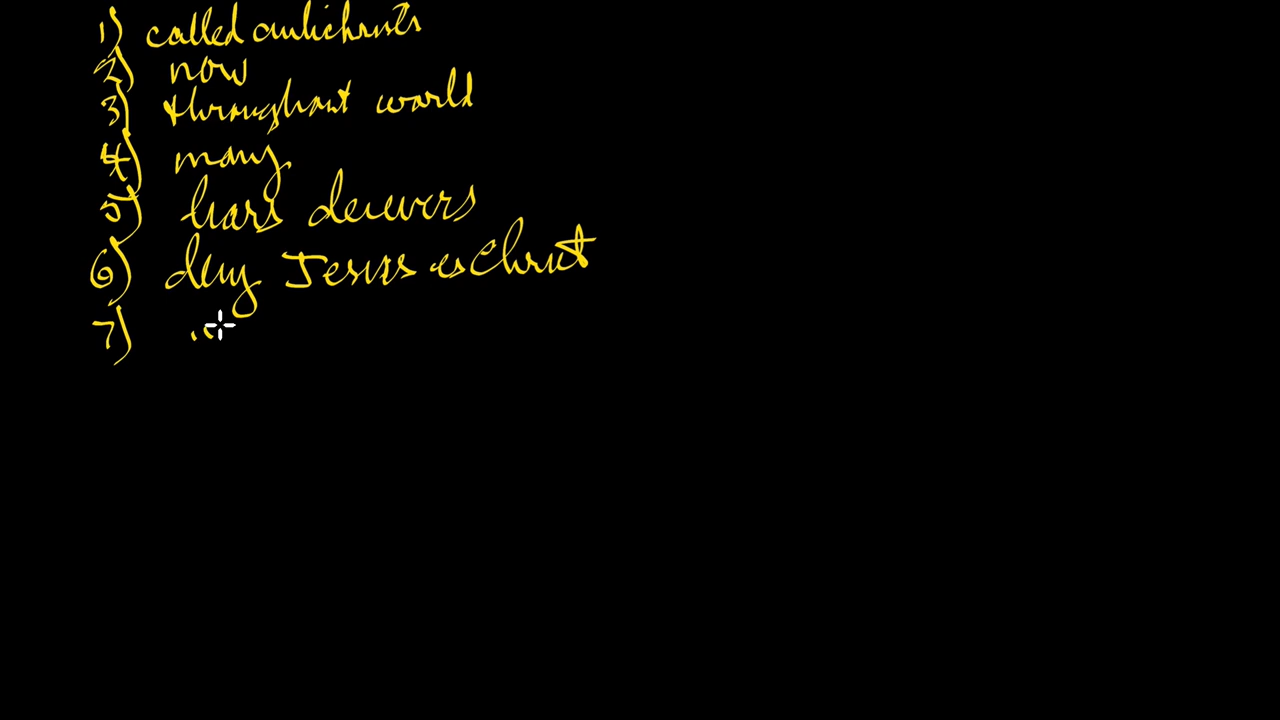 1) called antichrists
2) now
3) throughout world
4) many
5) liars deceivers
6) deny Jesus is Christ
7)